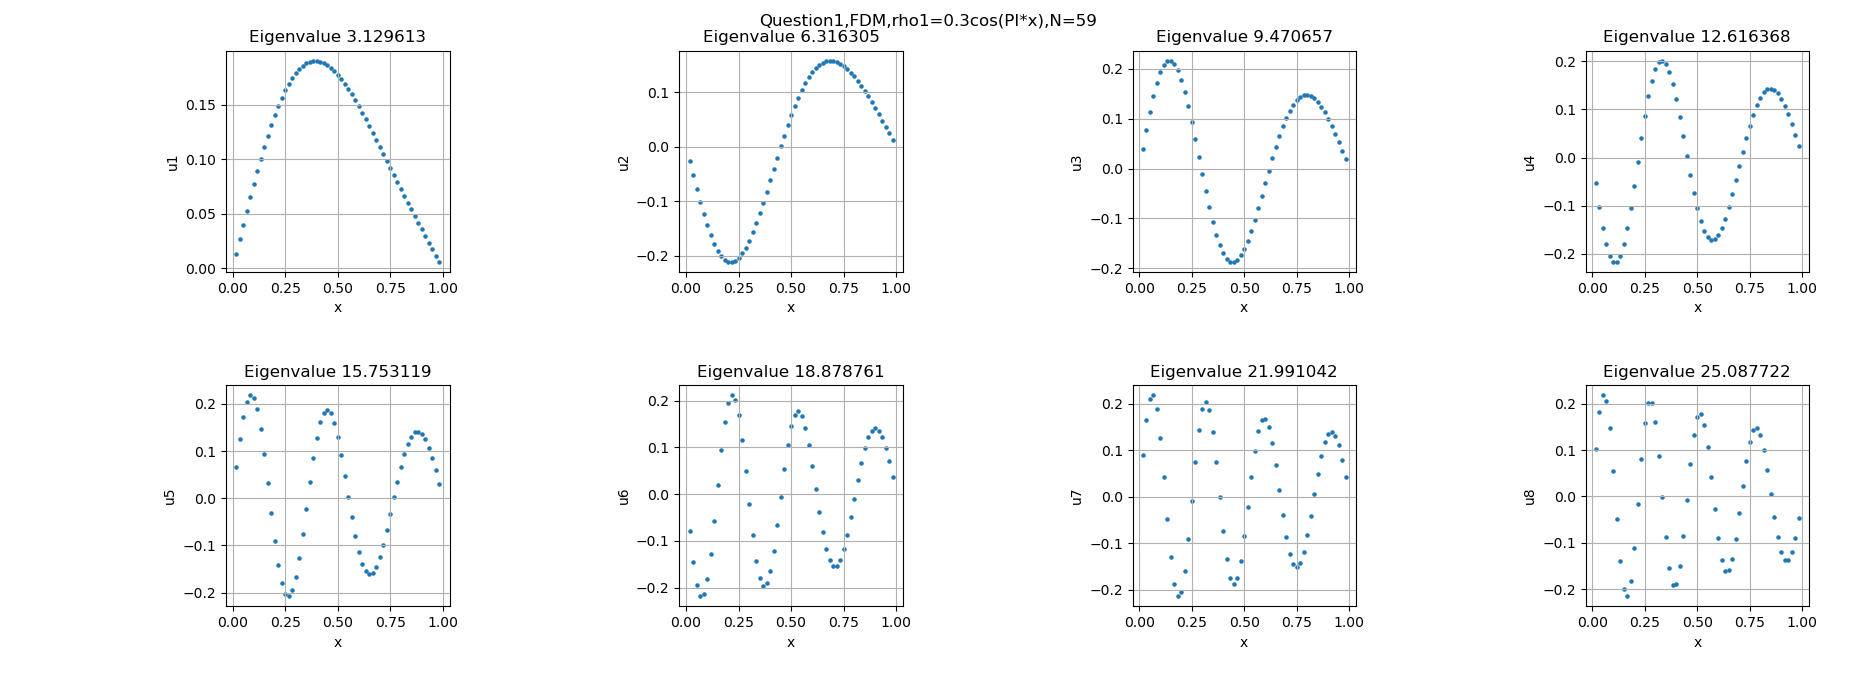 Question1,FDM,rho1=0.3cos(PI*x),N=59
Eigenvalue 3.129613
0.15
0.10
0.05
0.00
u1
0.00 0.25 0.50 0.75 1.00
x
Eigenvalue 6.316305
0.1
0.0
−0.1
−0.2
u2
0.00 0.25 0.50 0.75 1.00
x
Eigenvalue 9.470657
0.2
0.1
0.0
−0.1
−0.2
u3
0.00 0.25 0.50 0.75 1.00
x
Eigenvalue 12.616368
0.2
0.1
0.0
−0.1
−0.2
u4
0.00 0.25 0.50 0.75 1.00
x
Eigenvalue 15.753119
0.2
0.1
0.0
−0.1
−0.2
u5
0.00 0.25 0.50 0.75 1.00
x
Eigenvalue 18.878761
0.2
0.1
0.0
−0.1
−0.2
u6
0.00 0.25 0.50 0.75 1.00
x
Eigenvalue 21.991042
0.2
0.1
0.0
−0.1
−0.2
u7
0.00 0.25 0.50 0.75 1.00
x
Eigenvalue 25.087722
0.2
0.1
0.0
−0.1
−0.2
u8
0.00 0.25 0.50 0.75 1.00
x